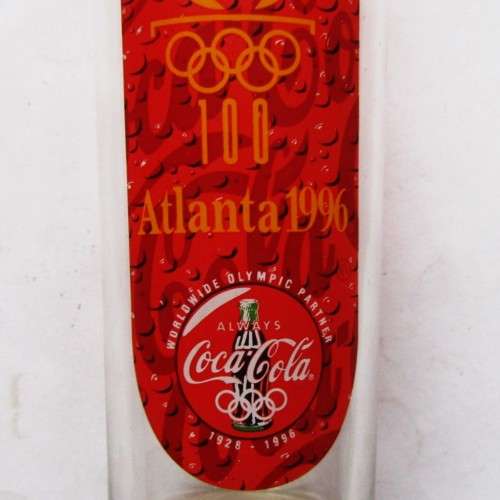 100
Atlanta 1996
WORLDWIDE OLYMPIC PARTNER
ALWAYS
Coca-Cola®
1928 - 1996